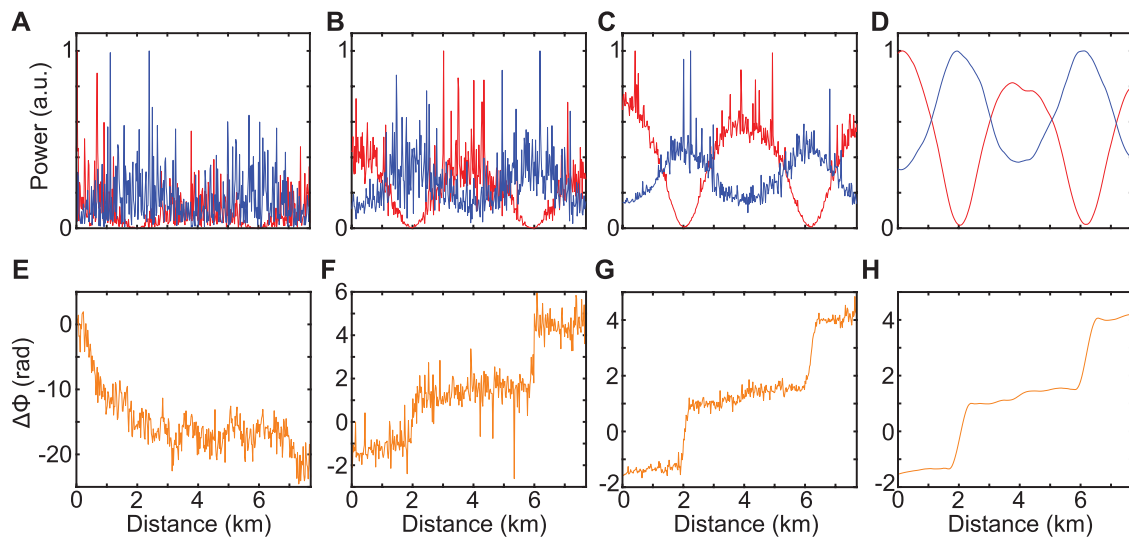 A B C D
Power (a.u.)
1 1 1 1
0 0 0 0
E F G H
ΔΦ (rad)
0 6 4 4
-10 4 2 2
-20 2 0 0
0 -2 -2
-2
0 2 4 6 0 2 4 6 0 2 4 6 0 2 4 6
Distance (km) Distance (km) Distance (km) Distance (km)